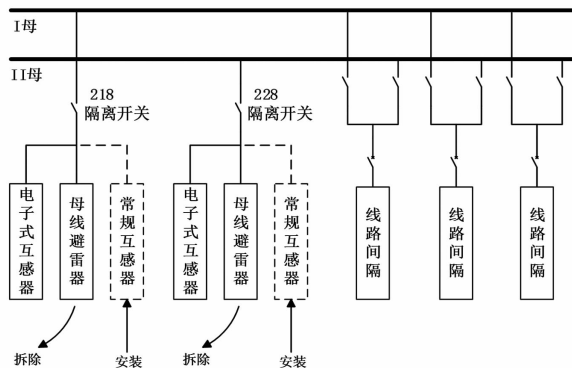 I母
II母
218
隔离开关
228
隔离开关
电子式互感器
母线避雷器
常规互感器
电子式互感器
母线避雷器
常规互感器
线路间隔
线路间隔
线路间隔
拆除
安装
拆除
安装